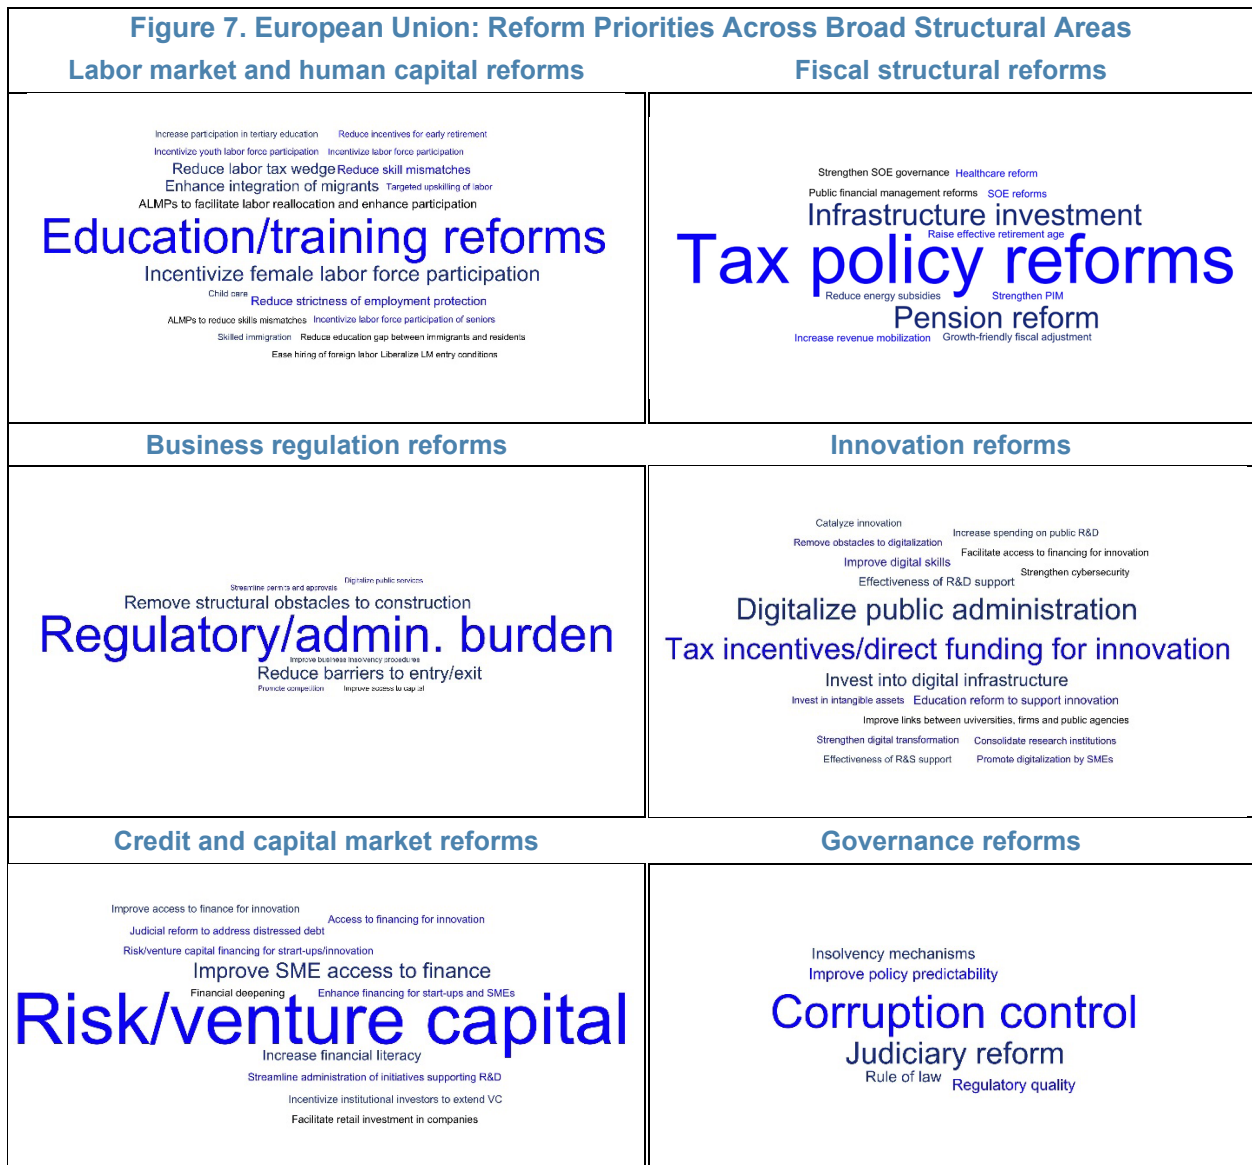 Figure 7. European Union: Reform Priorities Across Broad Structural Areas
Labor market and human capital reforms
Increase participation in tertiary education Reduce incentives for early retirement
Incentivize youth labor force participation Incentivize labor force participation
Reduce labor tax wedge Reduce skill mismatches
Enhance integration of migrants Targeted upskilling of labor
ALMPs to facilitate labor reallocation and enhance participation
Education/training reforms
Incentivize female labor force participation
Child care Reduce strictness of employment protection
ALMPs to reduce skills mismatches Incentivize labor force participation of seniors
Skilled immigration Reduce education gap between immigrants and residents
Ease hiring of foreign labor Liberalize LM entry conditions
Fiscal structural reforms
Strengthen SOE governance Healthcare reform
Public financial management reforms SOE reforms
Infrastructure investment
Raise effective retirement age
Tax policy reforms
Reduce energy subsidies Strengthen PIM
Pension reform
Increase revenue mobilization Growth-friendly fiscal adjustment
Business regulation reforms
Digitalize public services
Streamline permits and approvals
Remove structural obstacles to construction
Regulatory/admin. burden
Improve business insolvency procedures
Reduce barriers to entry/exit
Promote competition Improve access to capital
Innovation reforms
Catalyze innovation
Increase spending on public R&D
Remove obstacles to digitalization
Facilitate access to financing for innovation
Improve digital skills
Strengthen cybersecurity
Effectiveness of R&D support
Digitalize public administration
Tax incentives/direct funding for innovation
Invest into digital infrastructure
Invest in intangible assets Education reform to support innovation
Improve links between uviversities, firms and public agencies
Strengthen digital transformation Consolidate research institutions
Effectiveness of R&S support Promote digitalization by SMEs
Credit and capital market reforms
Improve access to finance for innovation
Access to financing for innovation
Judicial reform to address distressed debt
Risk/venture capital financing for strart-ups/innovation
Improve SME access to finance
Financial deepening Enhance financing for start-ups and SMEs
Risk/venture capital
Increase financial literacy
Streamline administration of initiatives supporting R&D
Incentivize institutional investors to extend VC
Facilitate retail investment in companies
Governance reforms
Insolvency mechanisms
Improve policy predictability
Corruption control
Judiciary reform
Rule of law Regulatory quality